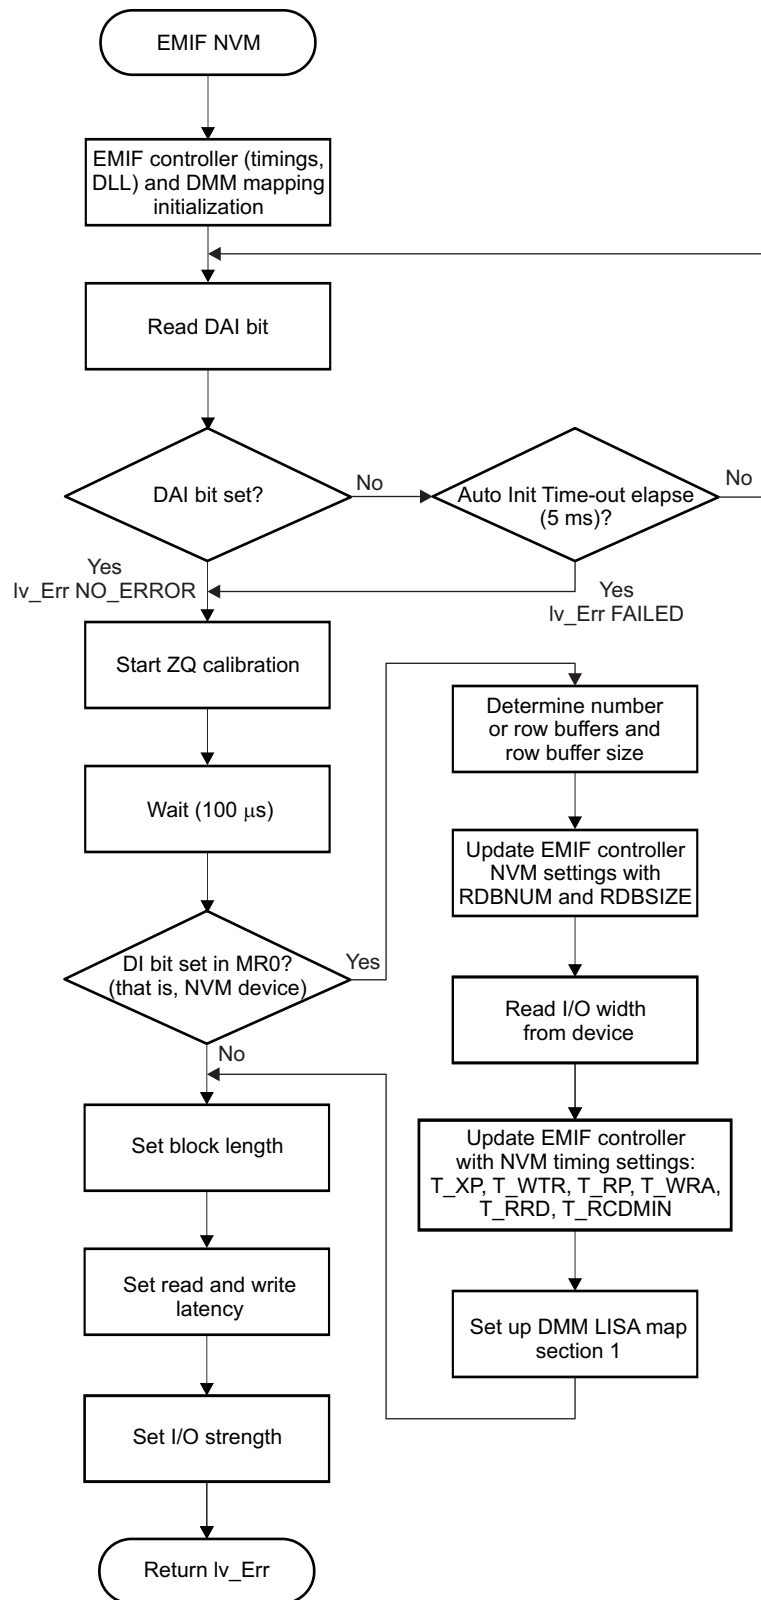 EMIF NVM
EMIF controller (timings,
DLL) and DMM mapping
initialization
Read DAI bit
DAI bit set?
No
Auto Init Time-out elapse
(5 ms)?
No
Yes
lv_Err NO_ERROR
Yes
lv_Err FAILED
Start ZQ calibration
Wait (100 μs)
DI bit set in MR0?
(that is, NVM device)
Yes
No
Determine number
or row buffers and
row buffer size
Update EMIF controller
NVM settings with
RDBNUM and RDBSIZE
Read I/O width
from device
Update EMIF controller
with NVM timing settings:
T_XP, T_WTR, T_RP, T_WRA,
T_RRD, T_RCDMIN
Set up DMM LISA map
section 1
Set block length
Set read and write
latency
Set I/O strength
Return lv_Err